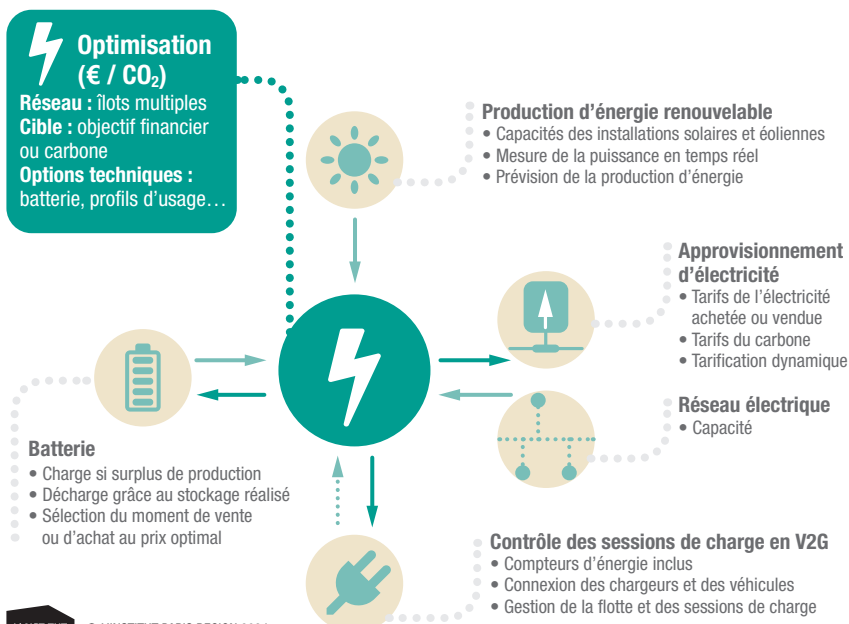 Optimisation
(€ / CO₂)
Réseau : îlots multiples
Cible : objectif financier
ou carbone
Options techniques :
batterie, profils d’usage…
Production d’énergie renouvelable
• Capacités des installations solaires et éoliennes
• Mesure de la puissance en temps réel
• Prévision de la production d’énergie
Approvisionnement
d’électricité
• Tarifs de l’électricité
achetée ou vendue
• Tarifs du carbone
• Tarification dynamique
Réseau électrique
• Capacité
Batterie
• Charge si surplus de production
• Décharge grâce au stockage réalisé
• Sélection du moment de vente
ou d’achat au prix optimal
Contrôle des sessions de charge en V2G
• Compteurs d’énergie inclus
• Connexion des chargeurs et des véhicules
• Gestion de la flotte et des sessions de charge